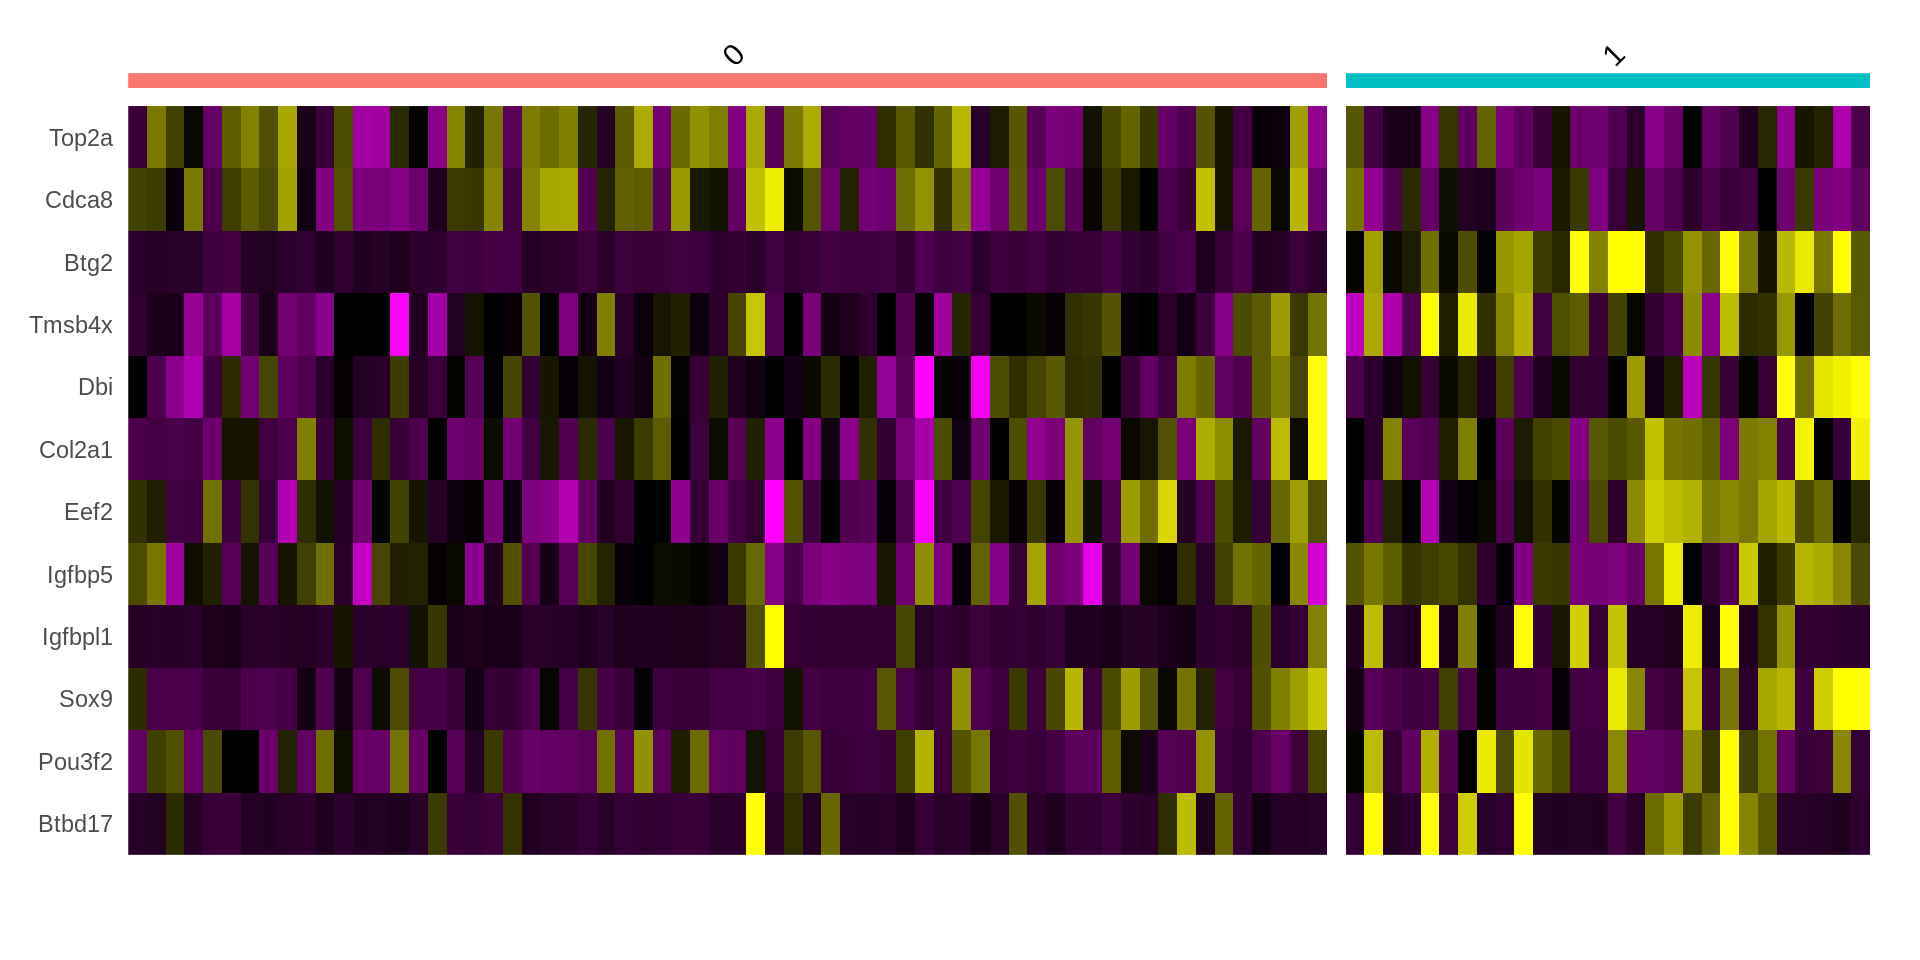 0
1
Top2a
Cdca8
Btg2
Tmsb4x
Dbi
Col2a1
Eef2
Igfbp5
Igfbpl1
Sox9
Pou3f2
Btbd17